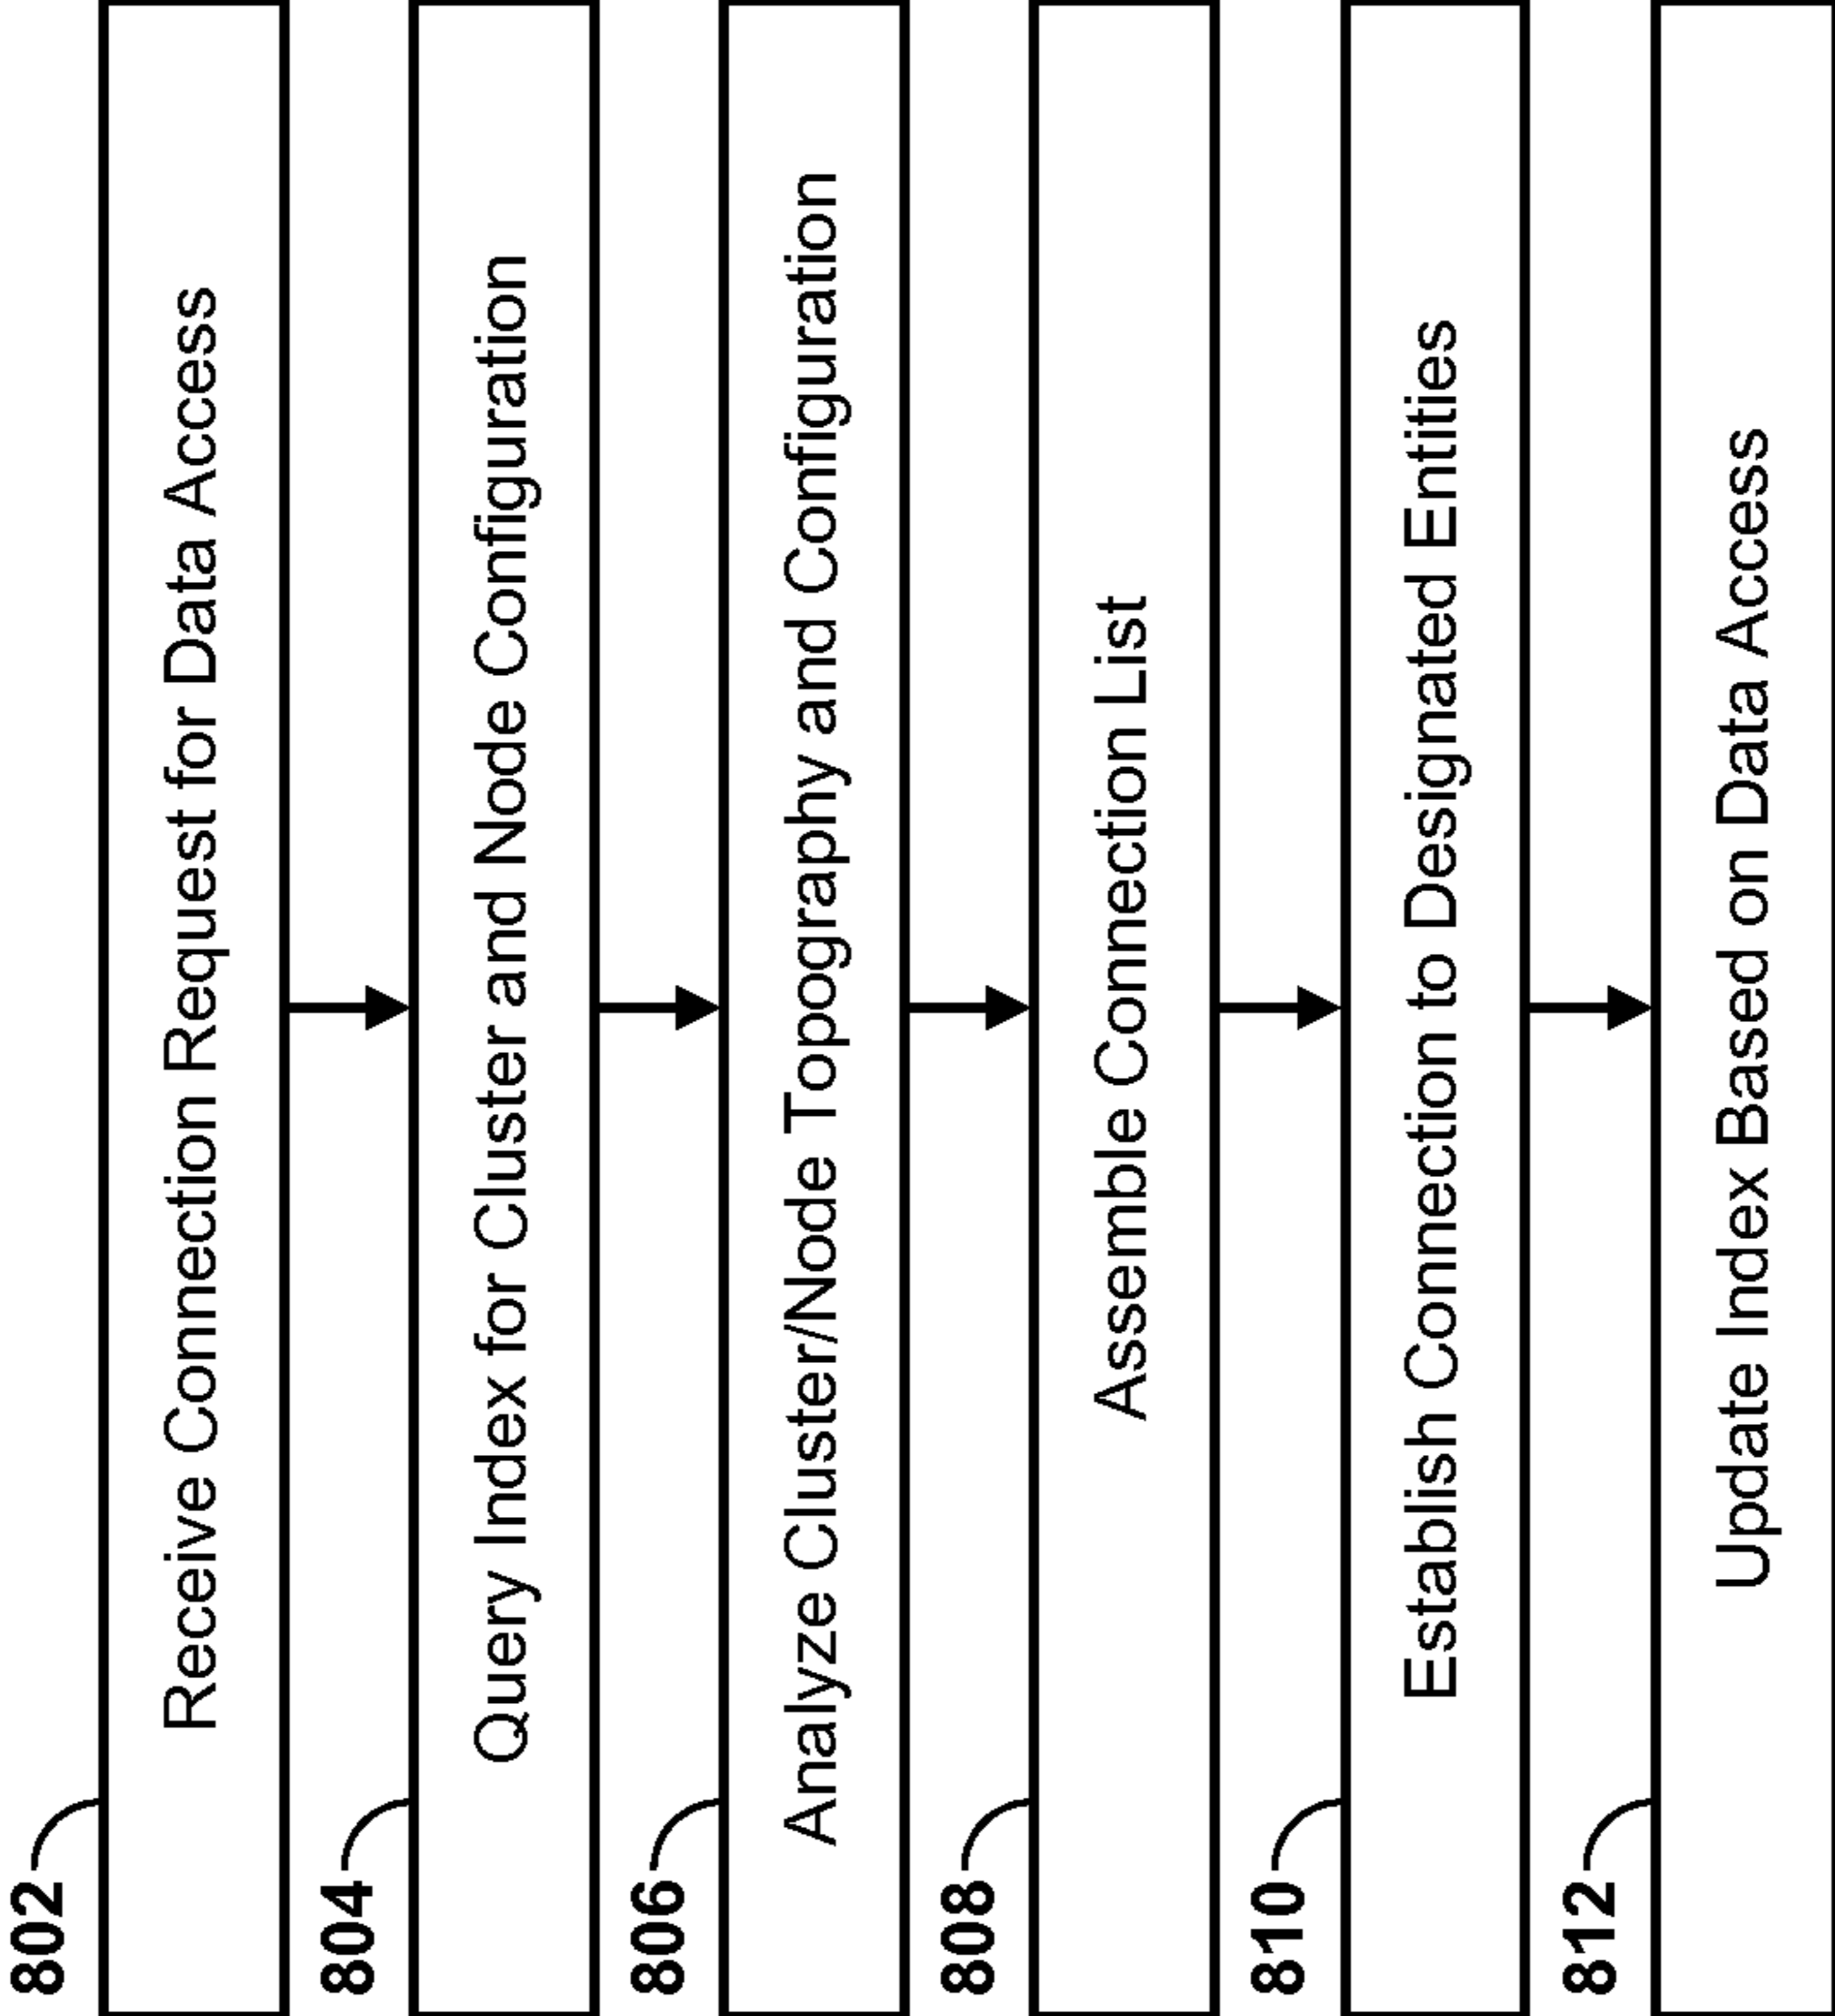 802
Receive Connection Request for Data Access
804
Query Index for Cluster and Node Configuration
806
Analyze Cluster/Node Topography and Configuration
808
Assemble Connection List
810
Establish Connection to Designated Entities
812
Update Index Based on Data Access